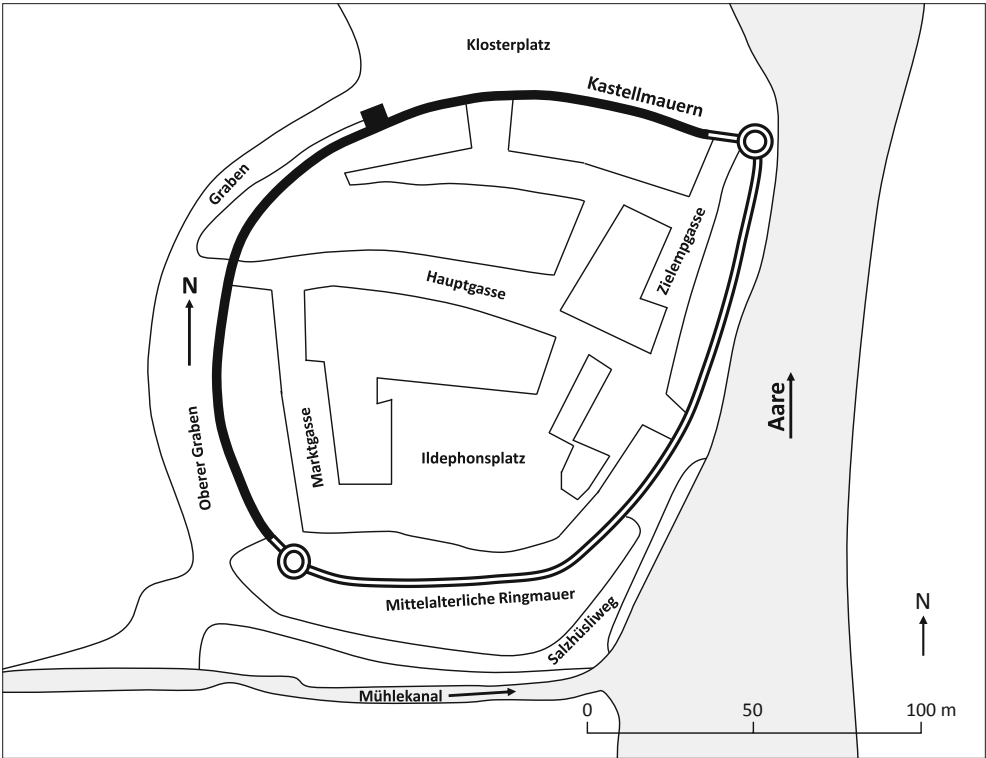 Klosterplatz
Kastellmauern
Graben
Zielempgasse
N
Hauptgasse
Aare
Oberer Graben
Marktgasse
Ildephonsplatz
Mittelalterliche Ringmauer
Salzhüsliweg
N
Mühlekanal
0 50 100 m